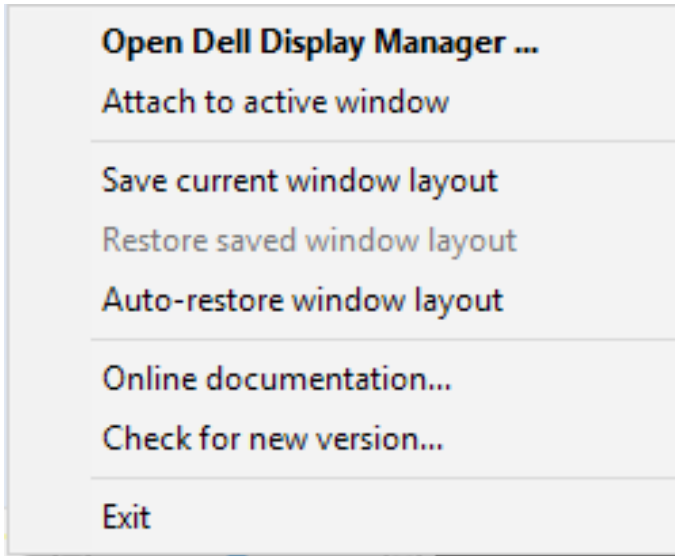 Open Dell Display Manager ...
Attach to active window
Save current window layout
Restore saved window layout
Auto-restore window layout
Online documentation...
Check for new version...
Exit